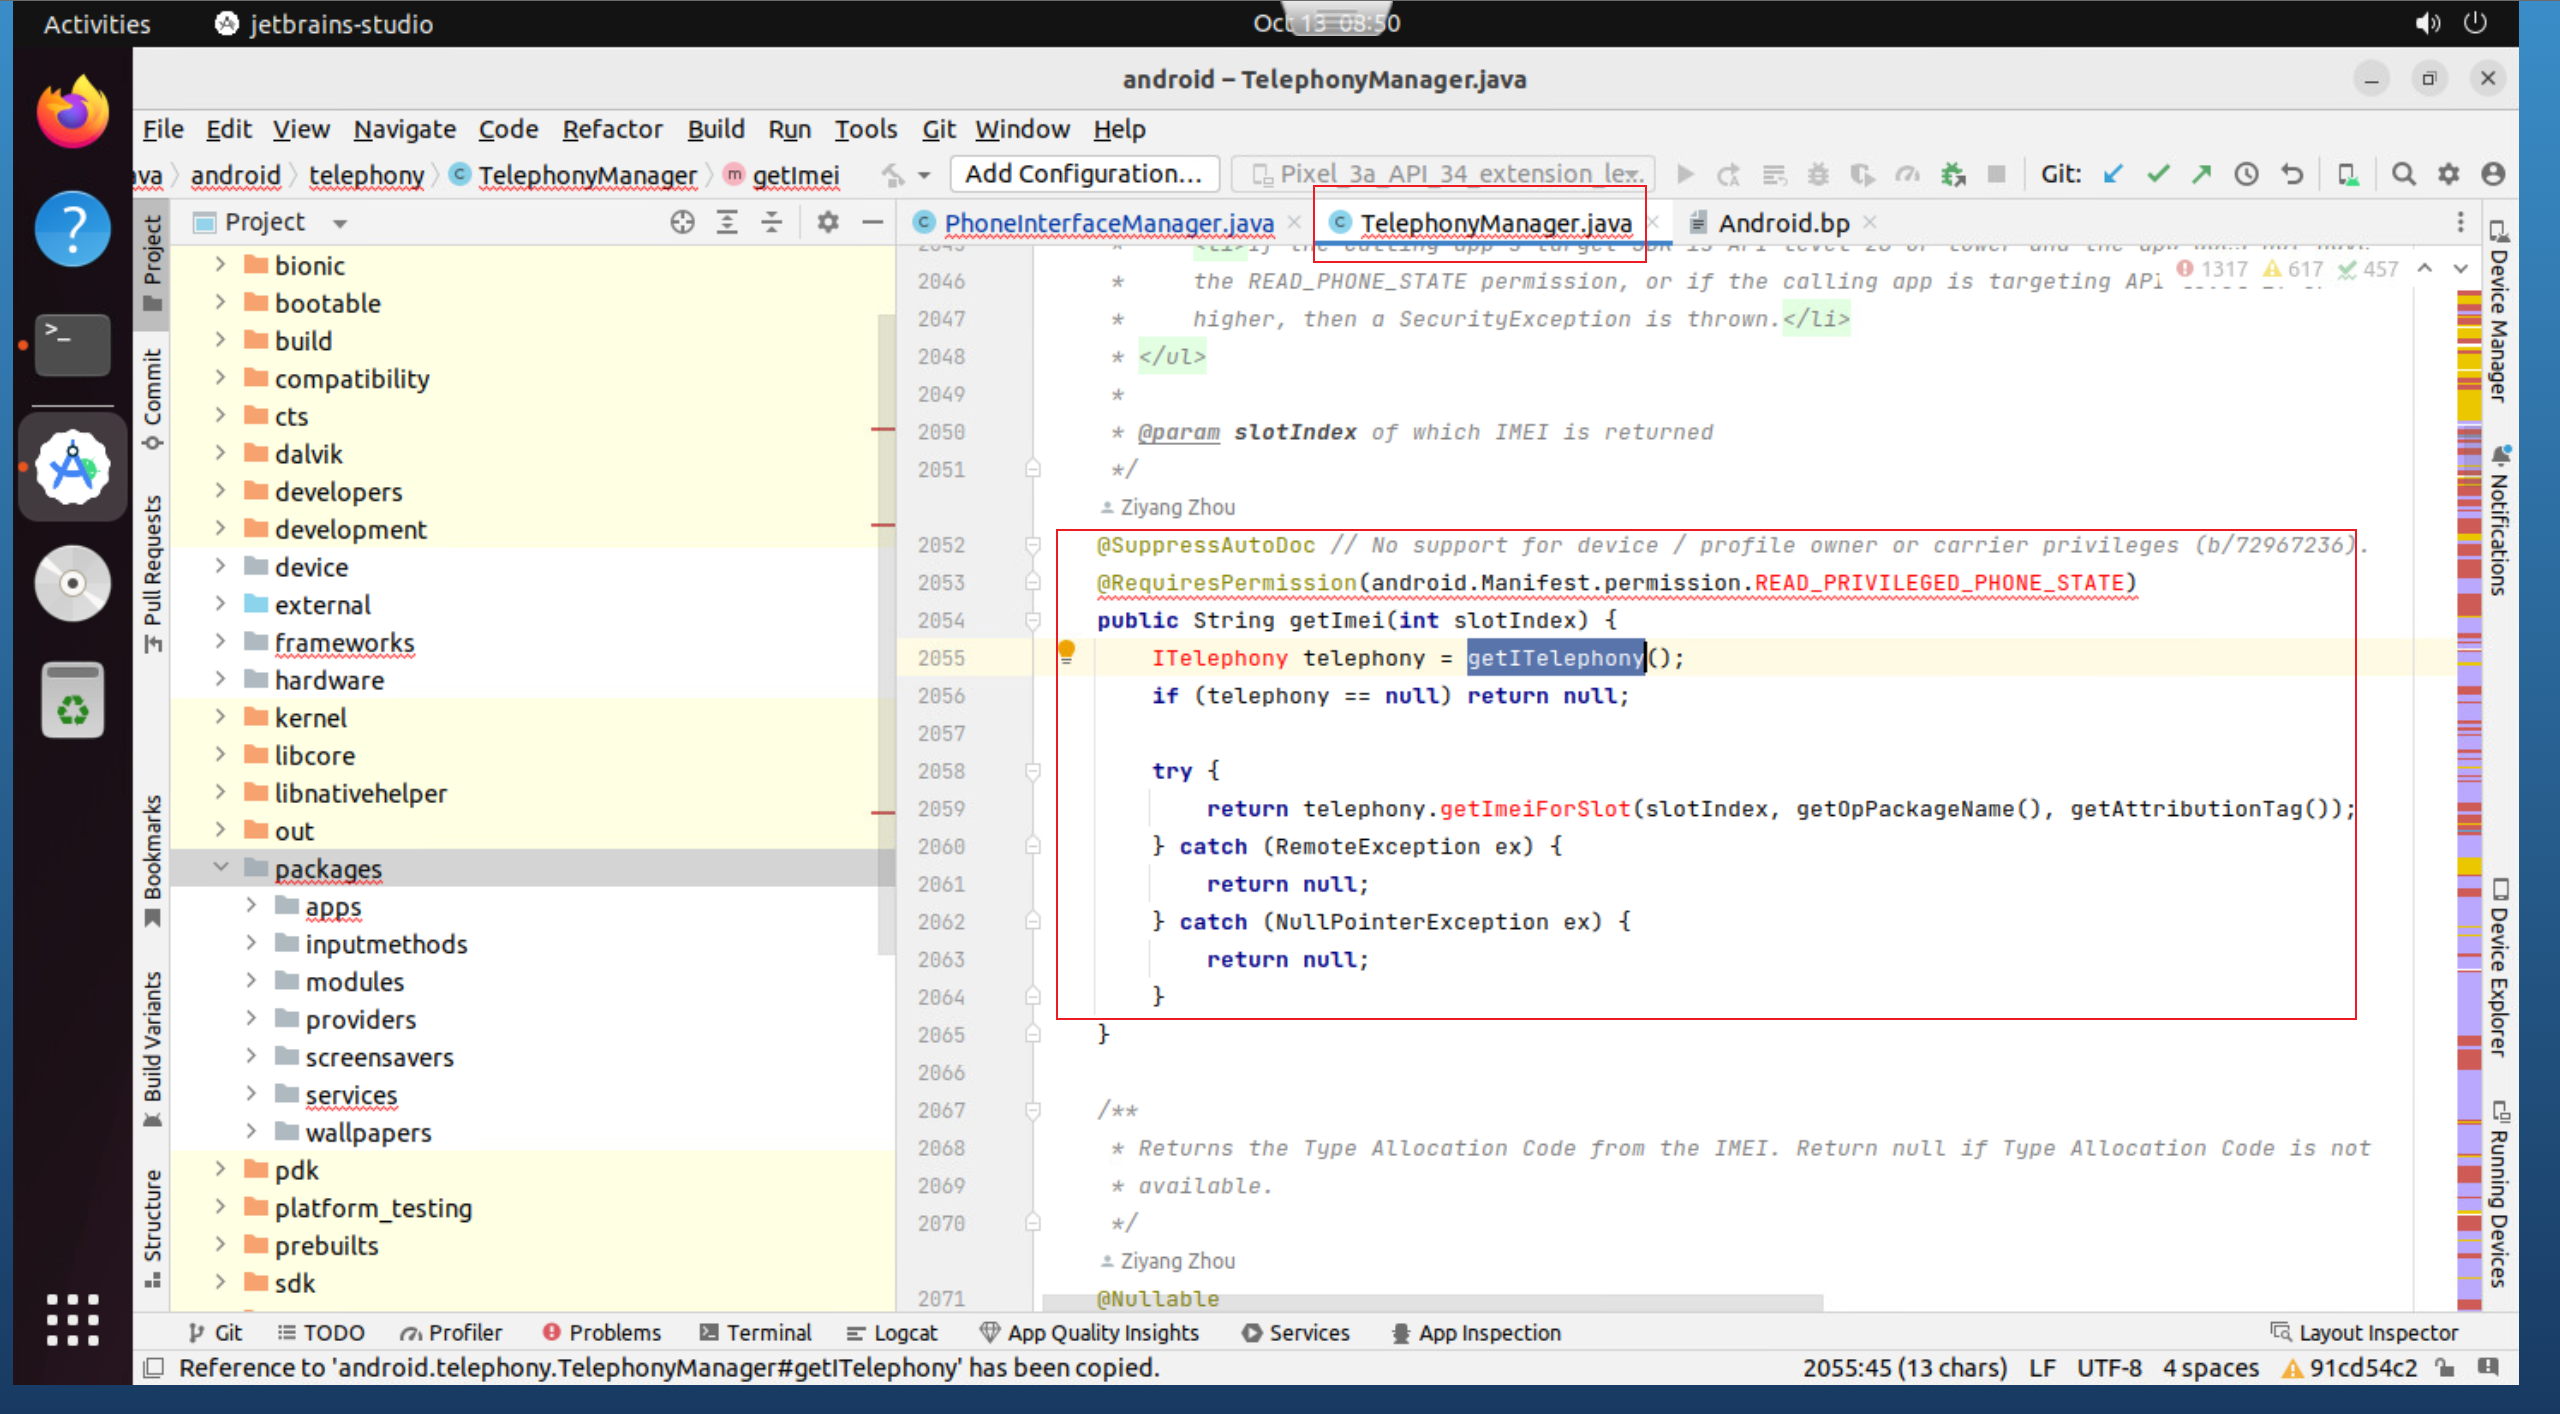 Activities
jetbrains-studio
Oct 13 08:50
android – TelephonyManager.java
File Edit View Navigate Code Refactor Build Run Tools Git Window Help
android telephony TelephonyManager getImei Add Configuration... Pixel_3a_API_34_extension_le... Git:
Project
PhoneInterfaceManager.java TelephonyManager.java Android.bp
Project
Commit
Pull Requests
Bookmarks
Build Variants
Structure
bionic
bootable
build
compatibility
cts
dalvik
developers
development
device
external
frameworks
hardware
kernel
libcore
libnativehelper
out
packages
apps
inputmethods
modules
providers
screensavers
services
wallpapers
pdk
platform_testing
prebuilts
sdk
1317 617 457
2046 * the READ_PHONE_STATE permission, or if the calling app is targeting API
2047 * higher, then a SecurityException is thrown.</li>
2048 * </ul>
2049 *
2050 * @param slotIndex of which IMEI is returned
2051 */
Ziyang Zhou
2052 @SuppressAutoDoc // No support for device / profile owner or carrier privileges (b/72967236).
2053 @RequiresPermission(android.Manifest.permission.READ_PRIVILEGED_PHONE_STATE)
2054 public String getImei(int slotIndex) {
2055 ITelephony telephony = getITelephony();
2056 if (telephony == null) return null;
2057
2058 try {
2059 return telephony.getImeiForSlot(slotIndex, getOpPackageName(), getAttributionTag());
2060 } catch (RemoteException ex) {
2061 return null;
2062 } catch (NullPointerException ex) {
2063 return null;
2064 }
2065 }
2066
2067 /**
2068 * Returns the Type Allocation Code from the IMEI. Return null if Type Allocation Code is not
2069 * available.
2070 */
Ziyang Zhou
2071 @Nullable
Device Manager
Notifications
Device Explorer
Running Devices
Git TODO Profiler Problems Terminal Logcat App Quality Insights Services App Inspection Layout Inspector
Reference to 'android.telephony.TelephonyManager#getITelephony' has been copied. 2055:45 (13 chars) LF UTF-8 4 spaces 91cd54c2